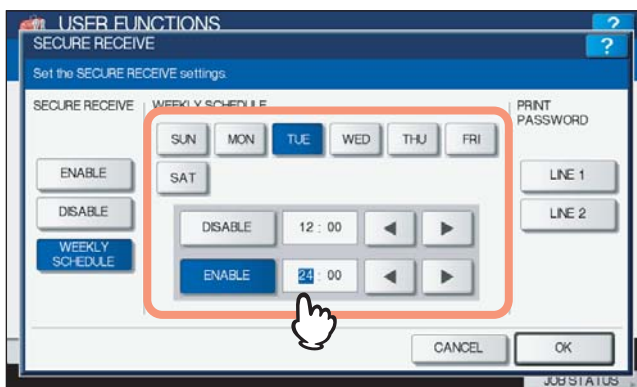 USER FUNCTIONS
?
SECURE RECEIVE
?
Set the SECURE RECEIVE settings.
SECURE RECEIVE
WEEKLY SCHEDULE
PRINT
PASSWORD
SUN MON TUE WED THU FRI
SAT
ENABLE
DISABLE
WEEKLY
SCHEDULE
DISABLE 12 : 00
ENABLE 24 : 00
LINE 1
LINE 2
CANCEL OK
JOB STATUS